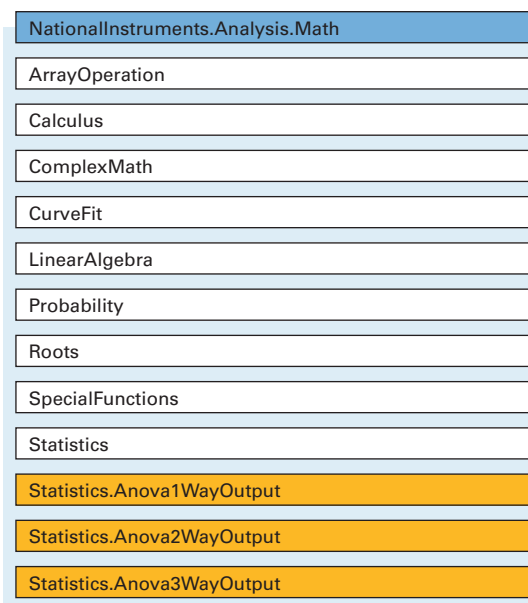 NationalInstruments.Analysis.Math
ArrayOperation
Calculus
ComplexMath
CurveFit
LinearAlgebra
Probability
Roots
SpecialFunctions
Statistics
Statistics.Anova1WayOutput
Statistics.Anova2WayOutput
Statistics.Anova3WayOutput